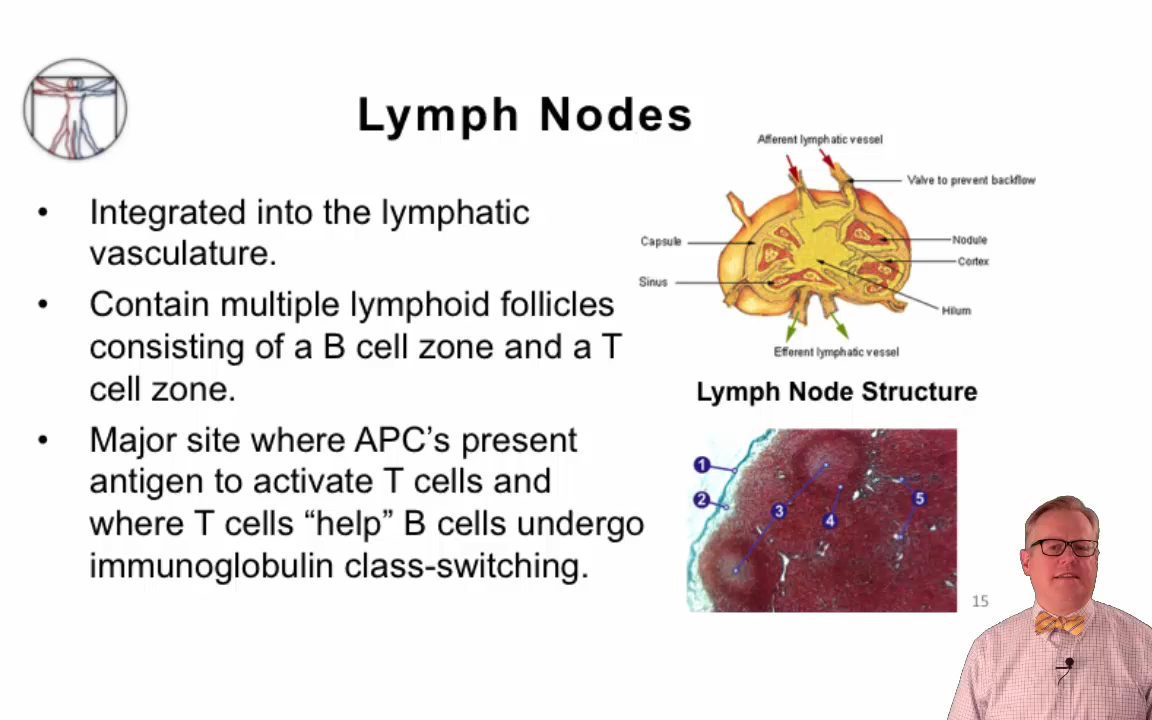 Lymph Nodes
• Integrated into the lymphatic
vasculature.
• Contain multiple lymphoid follicles
consisting of a B cell zone and a T
cell zone.
• Major site where APC’s present
antigen to activate T cells and
where T cells “help” B cells undergo
immunoglobulin class-switching.
Afferent lymphatic vessel
Valve to prevent backflow
Capsule
Nodule
Cortex
Sinus
Hilum
Efferent lymphatic vessel
Lymph Node Structure
1
2
3
4
5
15